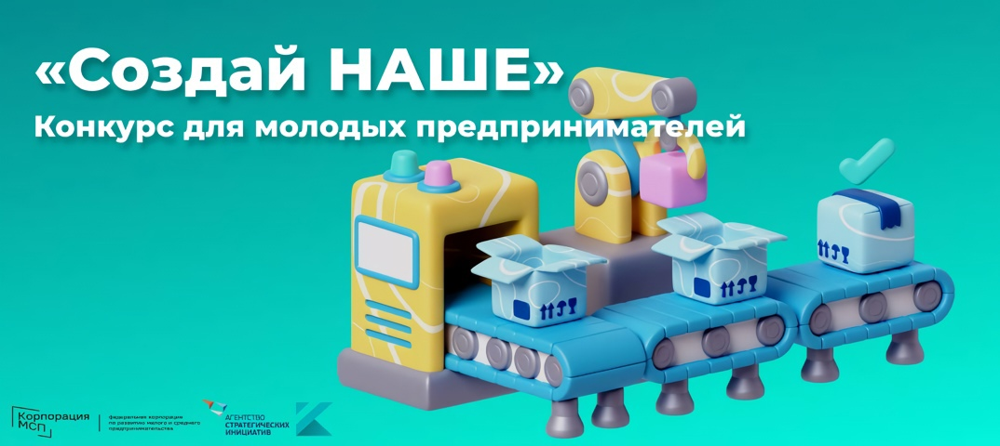 «Создай НАШЕ»
Конкурс для молодых предпринимателей
Корпорация
МСП
федеральная корпорация
по развитию малого и среднего
предпринимательства
АГЕНТСТВО
СТРАТЕГИЧЕСКИХ
ИНИЦИАТИВ